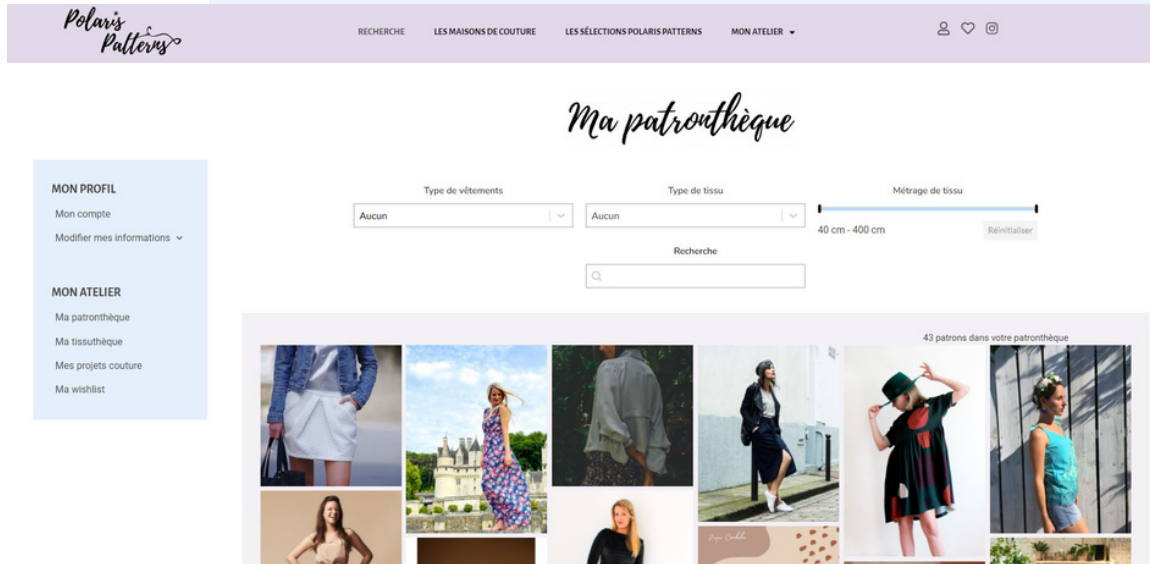 Polaris
Patterns
RECHERCHE LES MAISONS DE COUTURE LES SÉLECTIONS POLARIS PATTERNS MON ATELIER
Ma patronthèque
MON PROFIL
Mon compte
Modifier mes informations
MON ATELIER
Ma patronthèque
Ma tissuthèque
Mes projets couture
Ma wishlist
Type de vêtements
Aucun
Type de tissu
Aucun
Métrage de tissu
40 cm - 400 cm
Réinitialiser
Recherche
43 patrons dans votre patronthèque